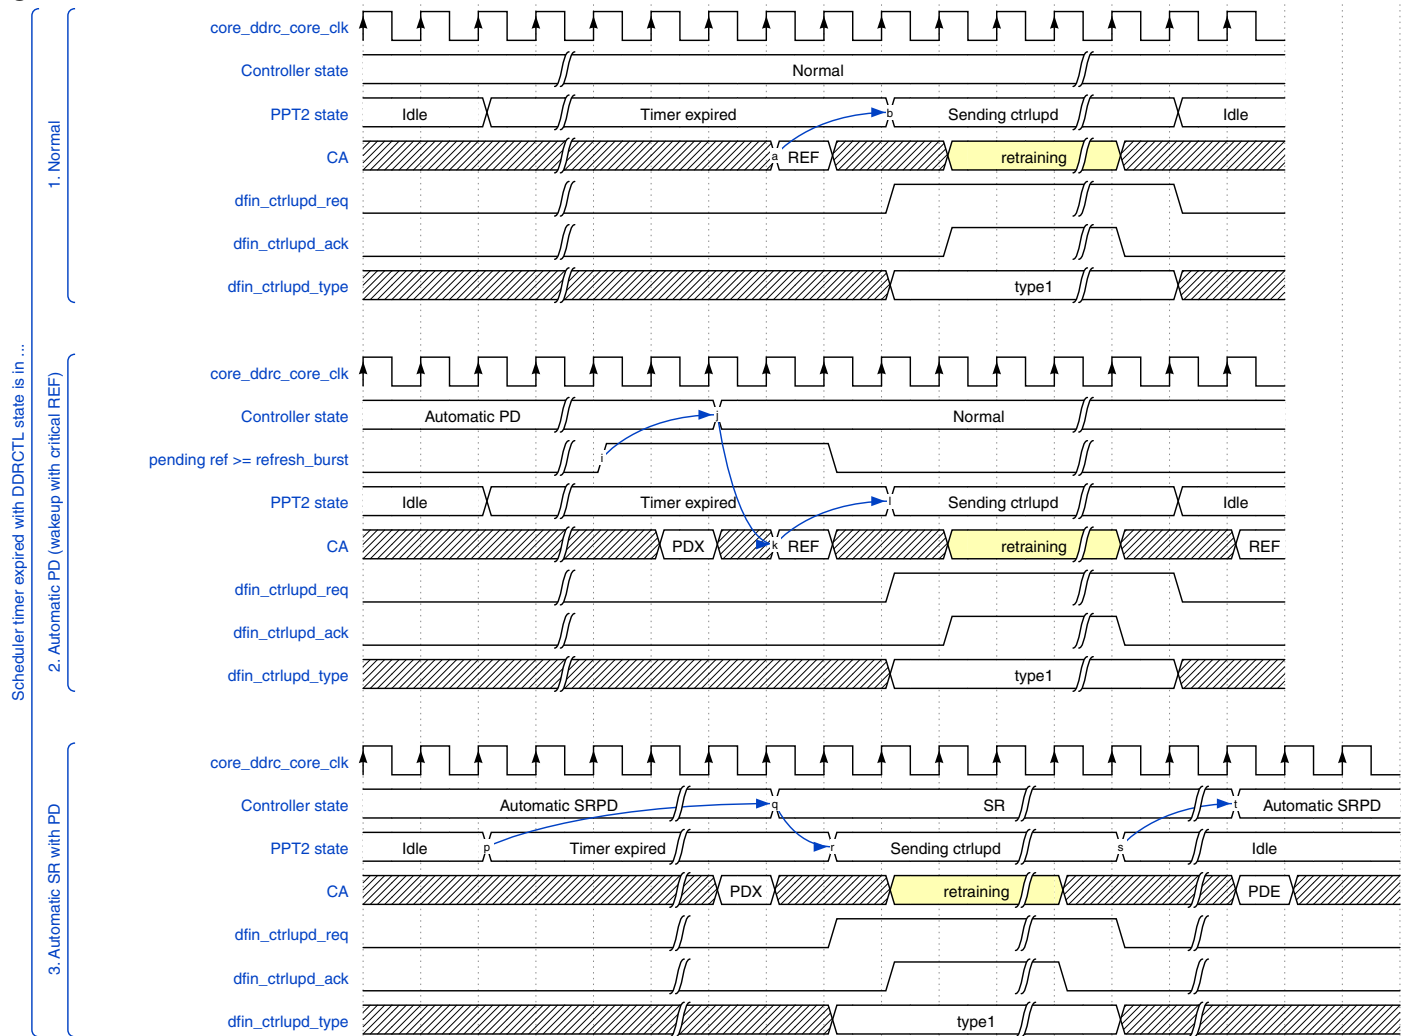 Scheduler timer expired with DDRCTL state is in ...
1. Normal
core_ddrc_core_clk
Controller state
Normal
PPT2 state
Idle
Timer expired
b
Sending ctrlupd
Idle
CA
a
REF
retraining
dfin_ctrlupd_req
dfin_ctrlupd_ack
dfin_ctrlupd_type
type1
2. Automatic PD (wakeup with critical REF)
core_ddrc_core_clk
Controller state
Automatic PD
j
Normal
pending ref >= refresh_burst
i
PPT2 state
Idle
Timer expired
l
Sending ctrlupd
Idle
CA
PDX
k
REF
retraining
REF
dfin_ctrlupd_req
dfin_ctrlupd_ack
dfin_ctrlupd_type
type1
3. Automatic SR with PD
core_ddrc_core_clk
Controller state
Automatic SRPD
q
SR
t
Automatic SRPD
PPT2 state
Idle
p
Timer expired
r
Sending ctrlupd
s
Idle
CA
PDX
retraining
PDE
dfin_ctrlupd_req
dfin_ctrlupd_ack
dfin_ctrlupd_type
type1